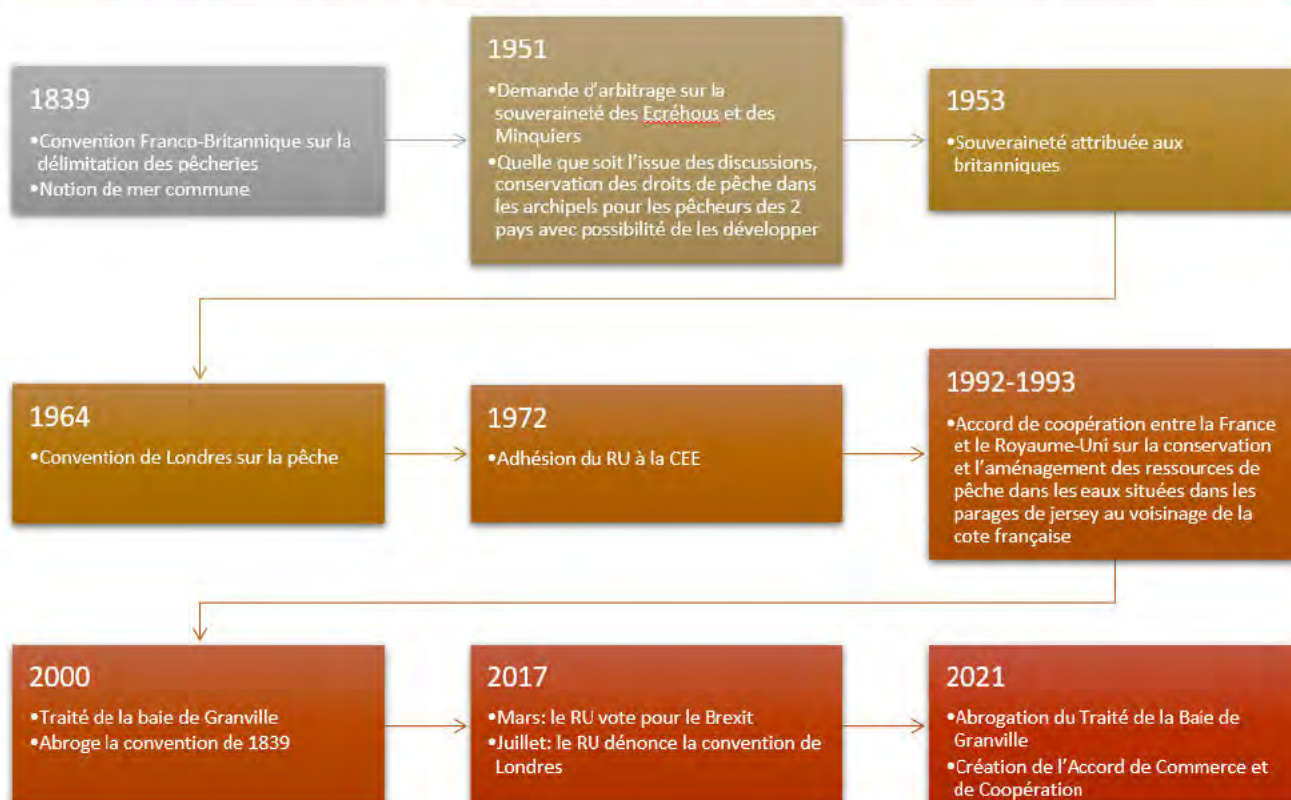 1839
•Convention Franco-Britannique sur la
délimitation des pêcheries
•Notion de mer commune
1951
•Demande d'arbitrage sur la
souveraineté des Ecréhous et des
Minquiers
•Quelle que soit l'issue des discussions,
conservation des droits de pêche dans
les archipels pour les pêcheurs des 2
pays avec possibilité de les développer
1953
•Souveraineté attribuée aux
britanniques
1964
•Convention de Londres sur la pêche
1972
•Adhésion du RU à la CEE
1992-1993
•Accord de coopération entre la France
et le Royaume-Uni sur la conservation
et l'aménagement des ressources de
pêche dans les eaux situées dans les
parages de jersey au voisinage de la
cote française
2000
•Traité de la baie de Granville
•Abroge la convention de 1839
2017
•Mars: le RU vote pour le Brexit
•Juillet: le RU dénonce la convention de
Londres
2021
•Abrogation du Traité de la Baie de
Granville
•Création de l'Accord de Commerce et
de Coopération